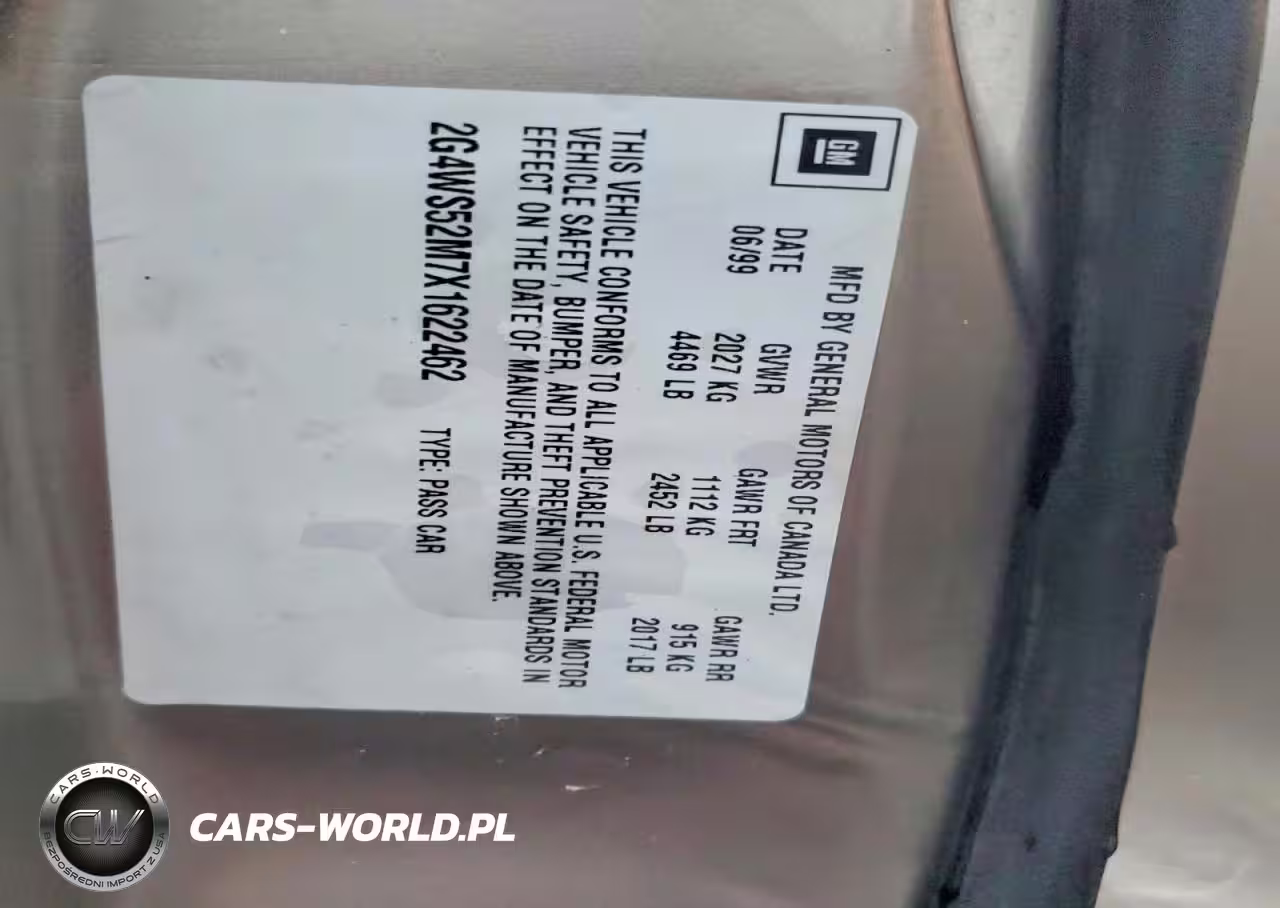 GM
MFD BY GENERAL MOTORS OF CANADA LTD.
DATE GVWR GAWR FRT GAWR RR
06/99 2027 KG 1112 KG 915 KG
4469 LB 2452 LB 2017 LB
THIS VEHICLE CONFORMS TO ALL APPLICABLE U.S. FEDERAL MOTOR
VEHICLE SAFETY, BUMPER, AND THEFT PREVENTION STANDARDS IN
EFFECT ON THE DATE OF MANUFACTURE SHOWN ABOVE.
2G4WS52M7X1622462 TYPE: PASS CAR
CARS·WORLD
CW
BEZPOŚREDNI IMPORT Z USA
CARS-WORLD.PL